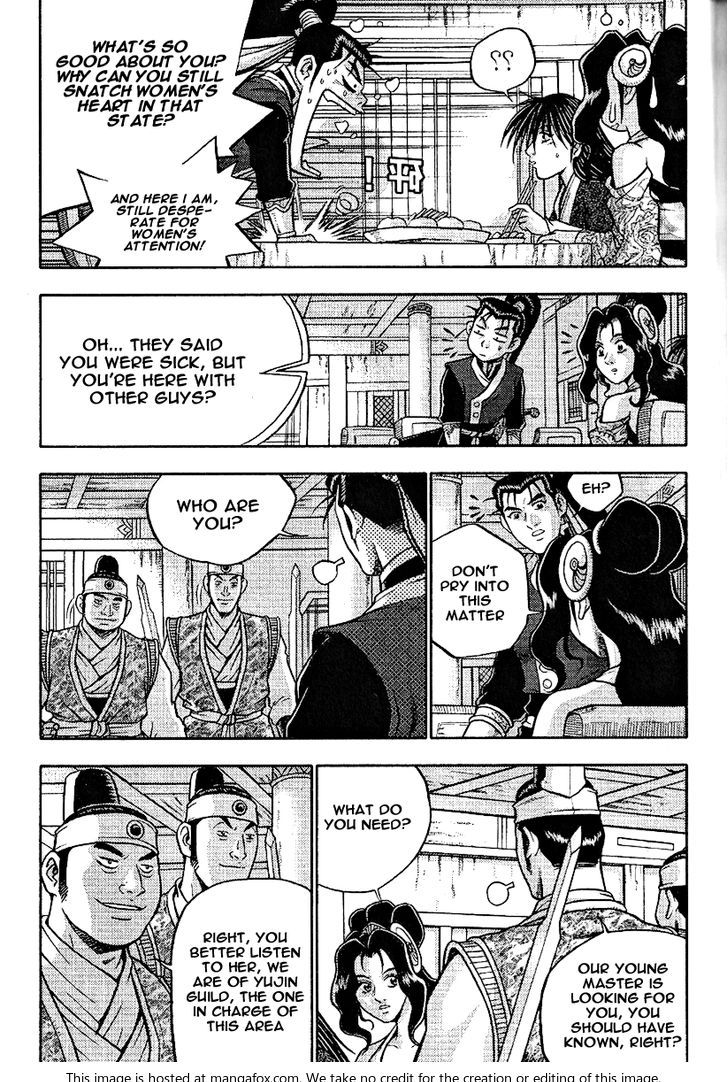 WHAT'S SO
GOOD ABOUT YOU?
WHY CAN YOU STILL
SNATCH WOMEN'S
HEART IN THAT
STATE?
??
AND HERE I AM,
STILL DESPE-
RATE FOR
WOMEN'S
ATTENTION!
OH... THEY SAID
YOU WERE SICK, BUT
YOU'RE HERE WITH
OTHER GUYS?
WHO ARE
YOU?
EH?
DON'T
PRY INTO
THIS
MATTER
WHAT DO
YOU NEED?
RIGHT, YOU
BETTER LISTEN
TO HER, WE
ARE OF YUJIN
GUILD, THE ONE
IN CHARGE OF
THIS AREA
OUR YOUNG
MASTER IS
LOOKING FOR
YOU, YOU
SHOULD HAVE
KNOWN, RIGHT?
This image is hosted at mangafox.com. We take no credit for the creation or editing of this image.